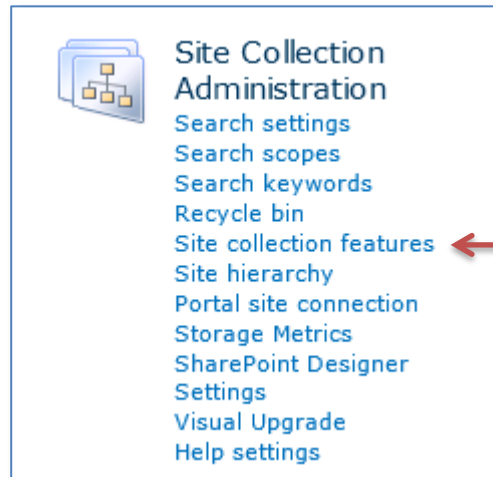 Site Collection
Administration
Search settings
Search scopes
Search keywords
Recycle bin
Site collection features
Site hierarchy
Portal site connection
Storage Metrics
SharePoint Designer
Settings
Visual Upgrade
Help settings